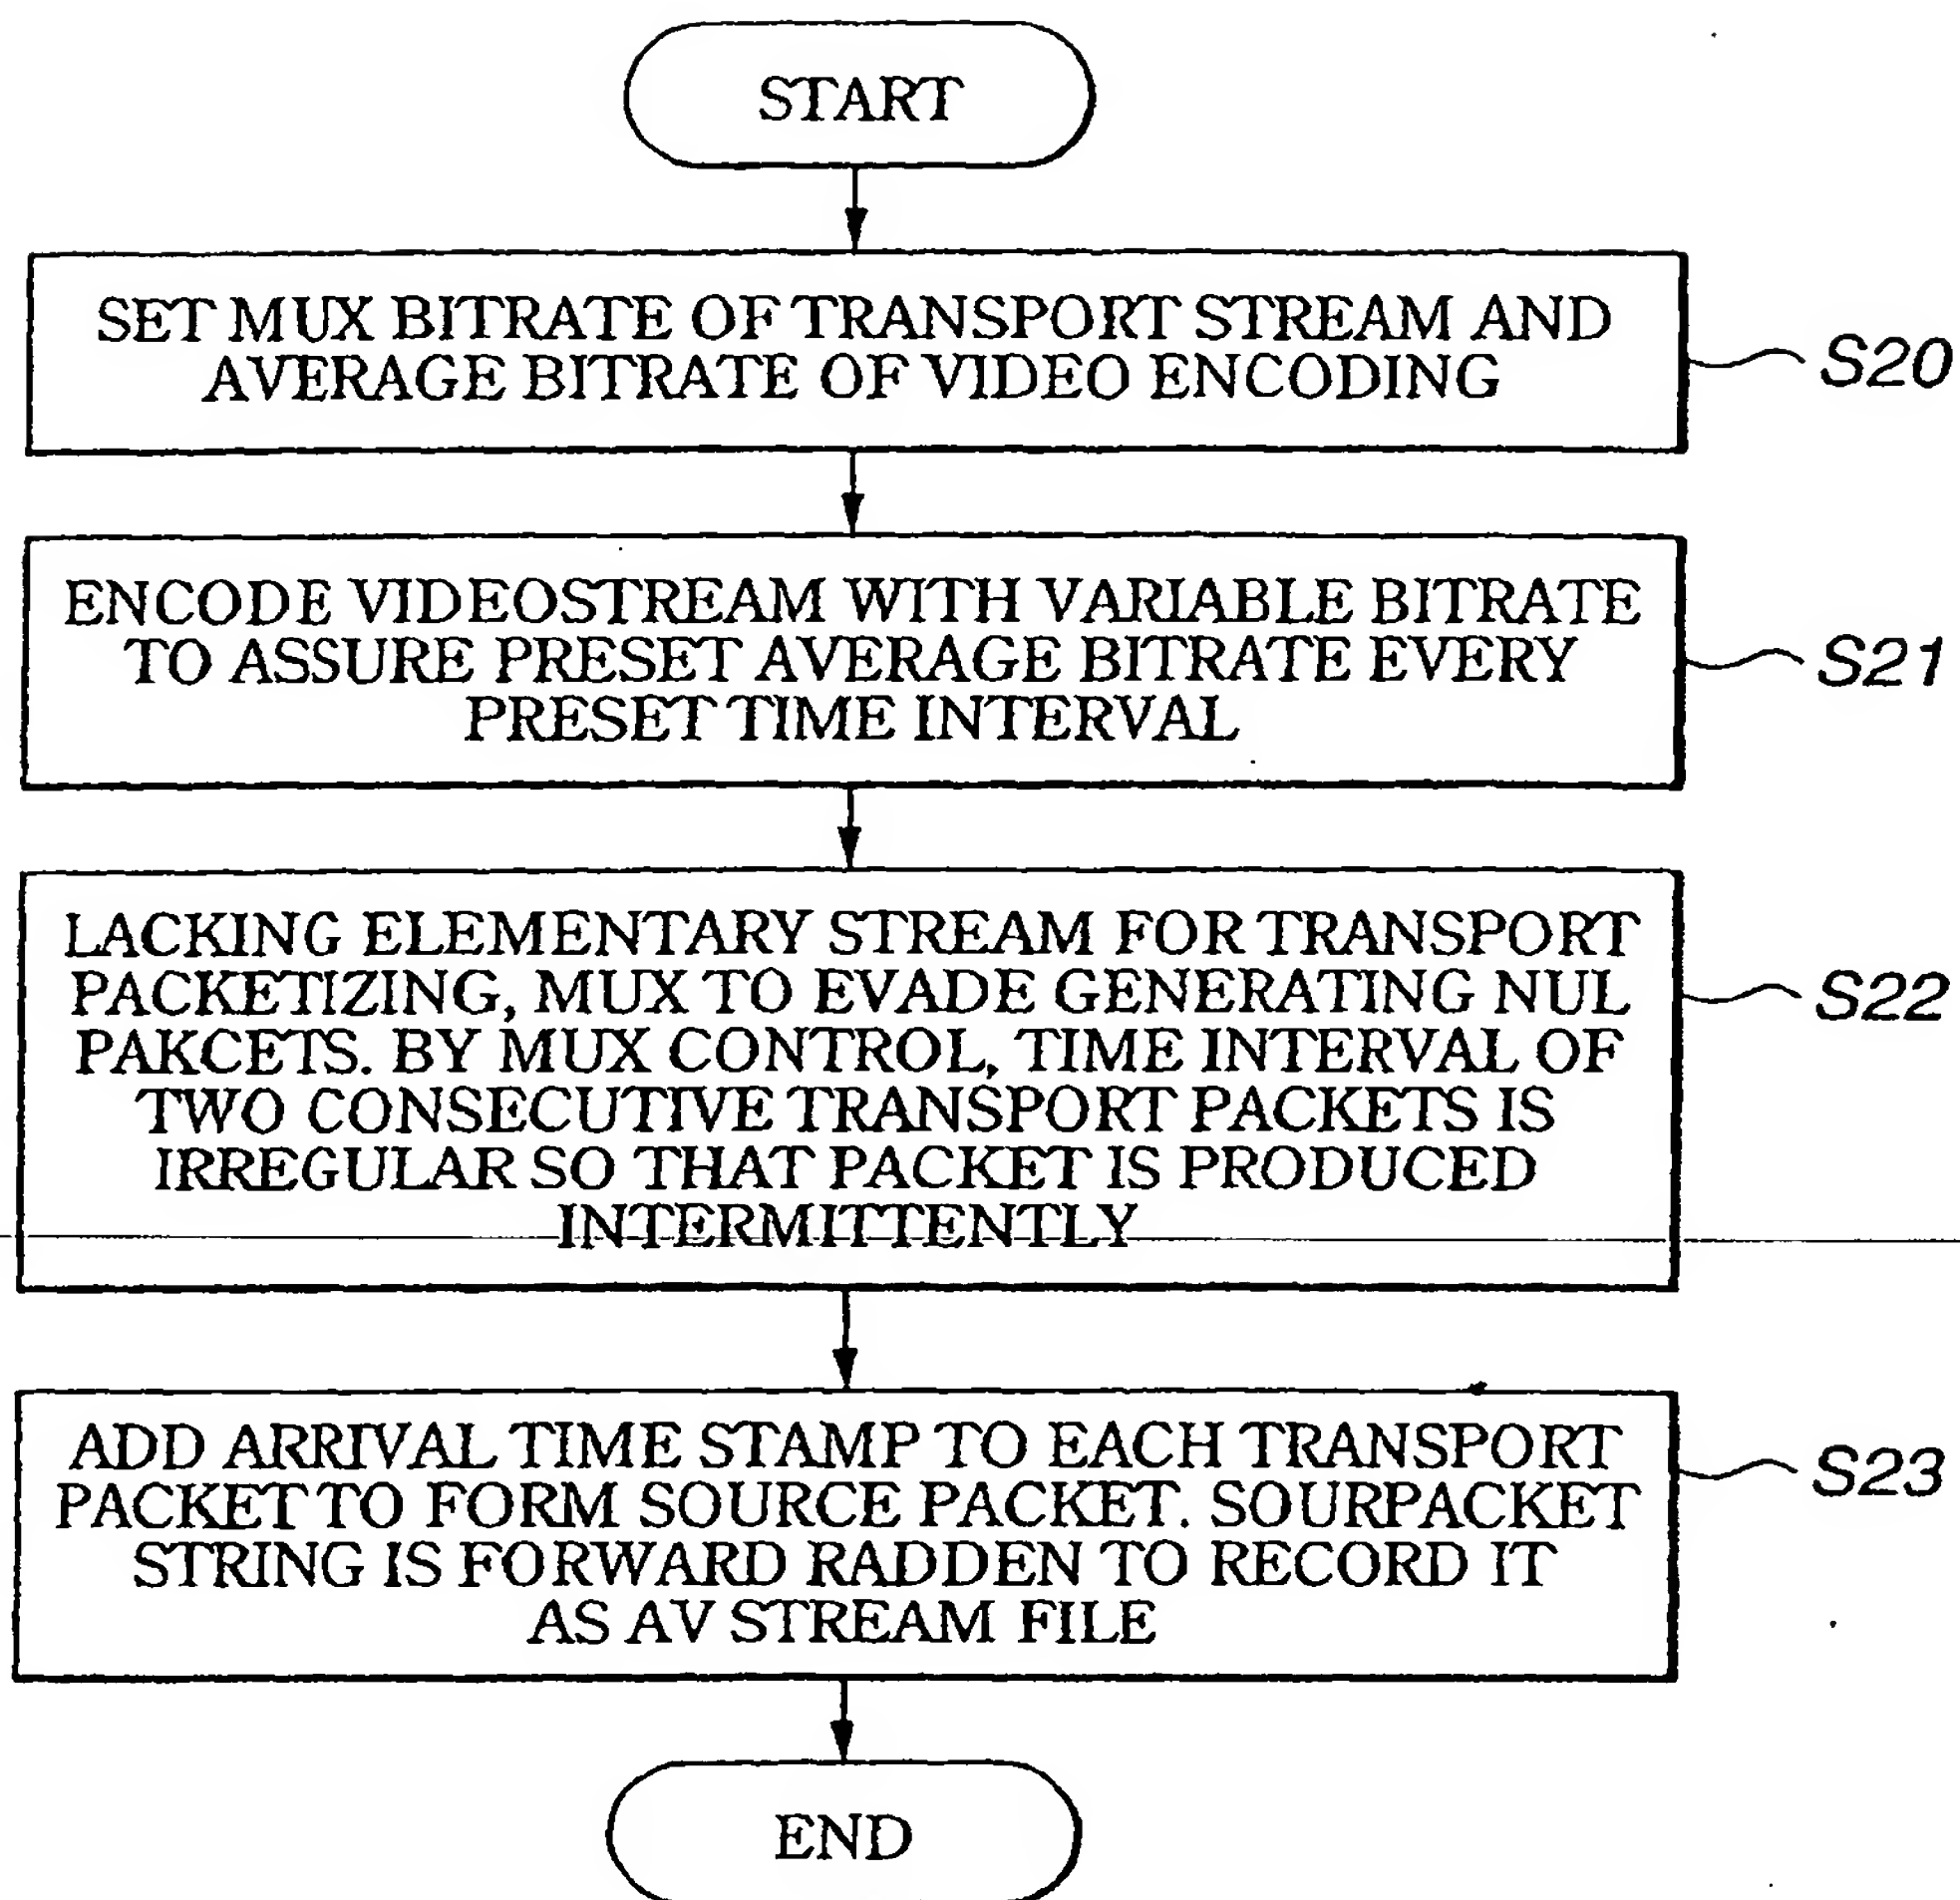 START
SET MUX BITRATE OF TRANSPORT STREAM AND
AVERAGE BITRATE OF VIDEO ENCODING
S20
ENCODE VIDEOSTREAM WITH VARIABLE BITRATE
TO ASSURE PRESET AVERAGE BITRATE EVERY
PRESET TIME INTERVAL
S21
LACKING ELEMENTARY STREAM FOR TRANSPORT
PACKETIZING, MUX TO EVADE GENERATING NUL
PAKCETS. BY MUX CONTROL, TIME INTERVAL OF
TWO CONSECUTIVE TRANSPORT PACKETS IS
IRREGULAR SO THAT PACKET IS PRODUCED
INTERMITTENTLY
S22
ADD ARRIVAL TIME STAMP TO EACH TRANSPORT
PACKET TO FORM SOURCE PACKET. SOURPACKET
STRING IS FORWARD RADDEN TO RECORD IT
AS AV STREAM FILE
S23
END